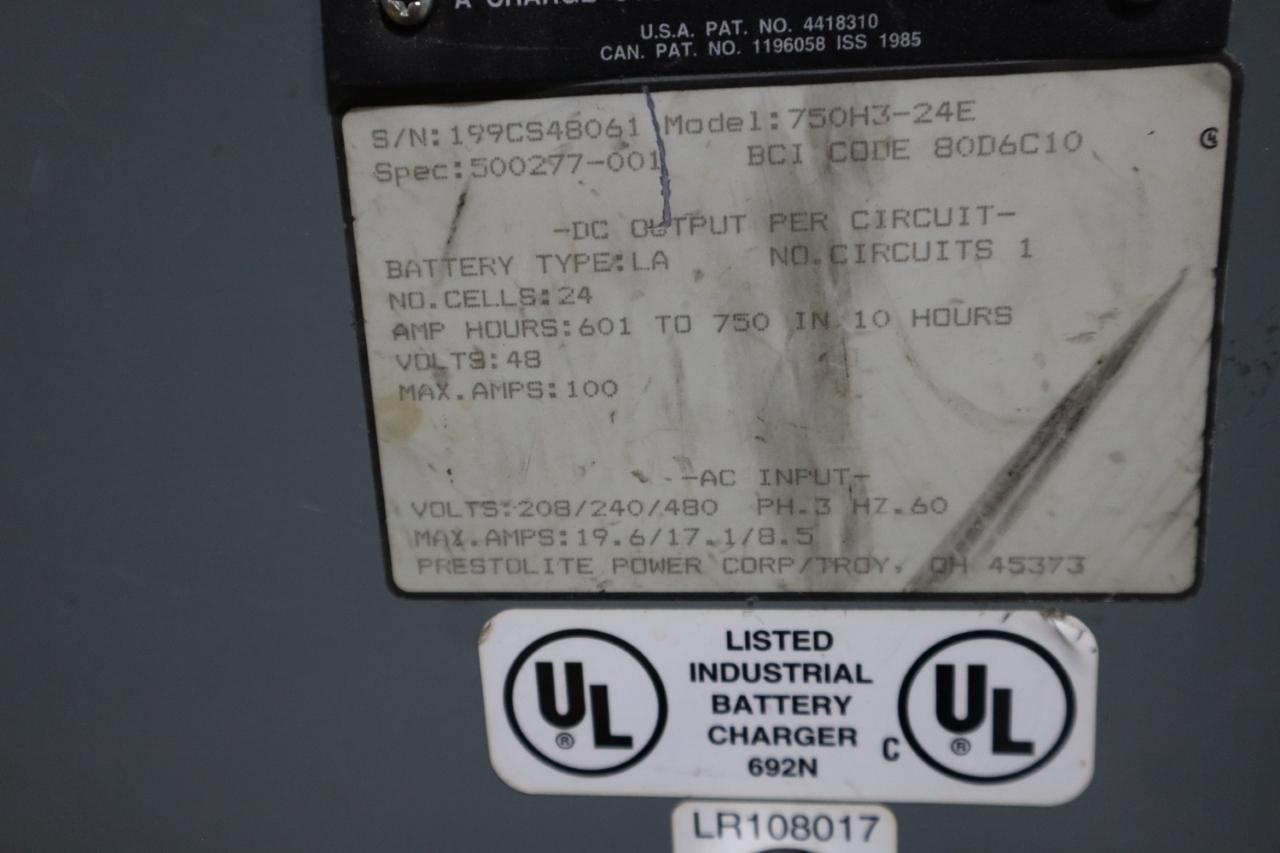 A CHARGE
U.S.A. PAT. NO. 4418310
CAN. PAT. NO. 1196058 ISS 1985
S/N:199CS48061 Model:750H3-24E
Spec:500277-001 BCI CODE 80D6C10
-DC OUTPUT PER CIRCUIT-
BATTERY TYPE:LA NO.CIRCUITS 1
NO.CELLS:24
AMP HOURS:601 TO 750 IN 10 HOURS
VOLTS:48
MAX.AMPS:100
-AC INPUT-
VOLTS:208/240/480 PH.3 HZ.60
MAX.AMPS:19.6/17.1/8.5
PRESTOLITE POWER CORP/TROY, OH 45373
UL ®
LISTED
INDUSTRIAL
BATTERY
CHARGER
692N
C UL ®
LR108017